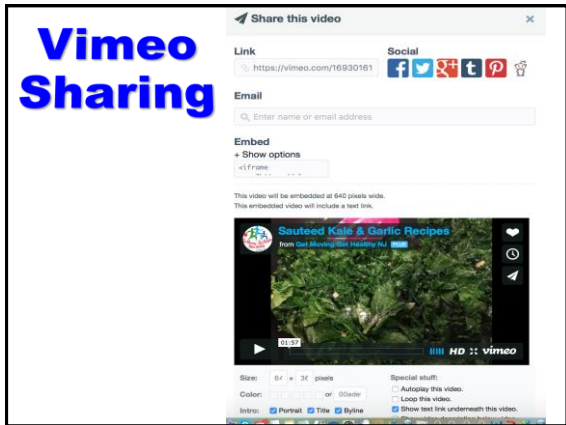 Vimeo
Sharing
Share this video
Link
https://vimeo.com/16930161
Social
Email
Enter name or email address
Embed
+ Show options
<iframe
This video will be embedded at 640 pixels wide.
This embedded video will include a text link.
Sauteed Kale & Garlic Recipes
from Get Moving Get Healthy NJ PLUS
01:57
HD vimeo
Size: x pixels
Color: or 00adef
Intro: Portrait Title Byline
Special stuff:
Autoplay this video.
Loop this video.
Show text link underneath this video.